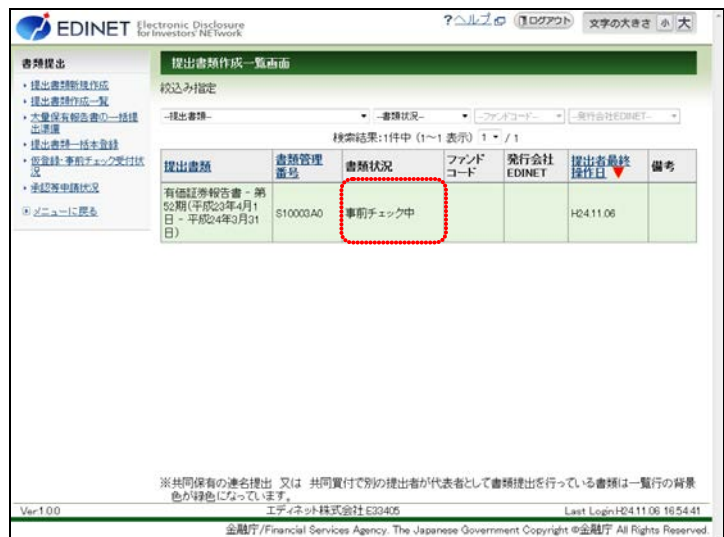 EDINET Electronic Disclosure for Investors' NETwork
?ヘルプ ログアウト 文字の大きさ 小 大
書類提出
・提出書類新規作成
・提出書類作成一覧
・大量保有報告書の一括提
出準備
・提出書類一括本登録
・仮登録・事前チェック受付状
況
・承認等申請状況
メニューに戻る
提出書類作成一覧画面
絞込み指定
--提出書類-- --書類状況-- --ファンドコード-- --発行会社EDINET--
検索結果:1件中 (1～1 表示) 1 / 1
提出書類 書類管理番号 書類状況 ファンドコード 発行会社EDINET 提出者最終操作日▼ 備考
有価証券報告書 - 第
52期(平成23年4月1
日 - 平成24年3月31
日)
S10003A0 事前チェック中 H24.11.06
※共同保有の連名提出 又は 共同買付で別の提出者が代表者として書類提出を行っている書類は一覧行の背景
色が緑色になっています。
Ver.1.0.0 エディネット株式会社 E33405 Last Login H24.11.06 16:54:41
金融庁/Financial Services Agency. The Japanese Government Copyright ©金融庁 All Rights Reserved.